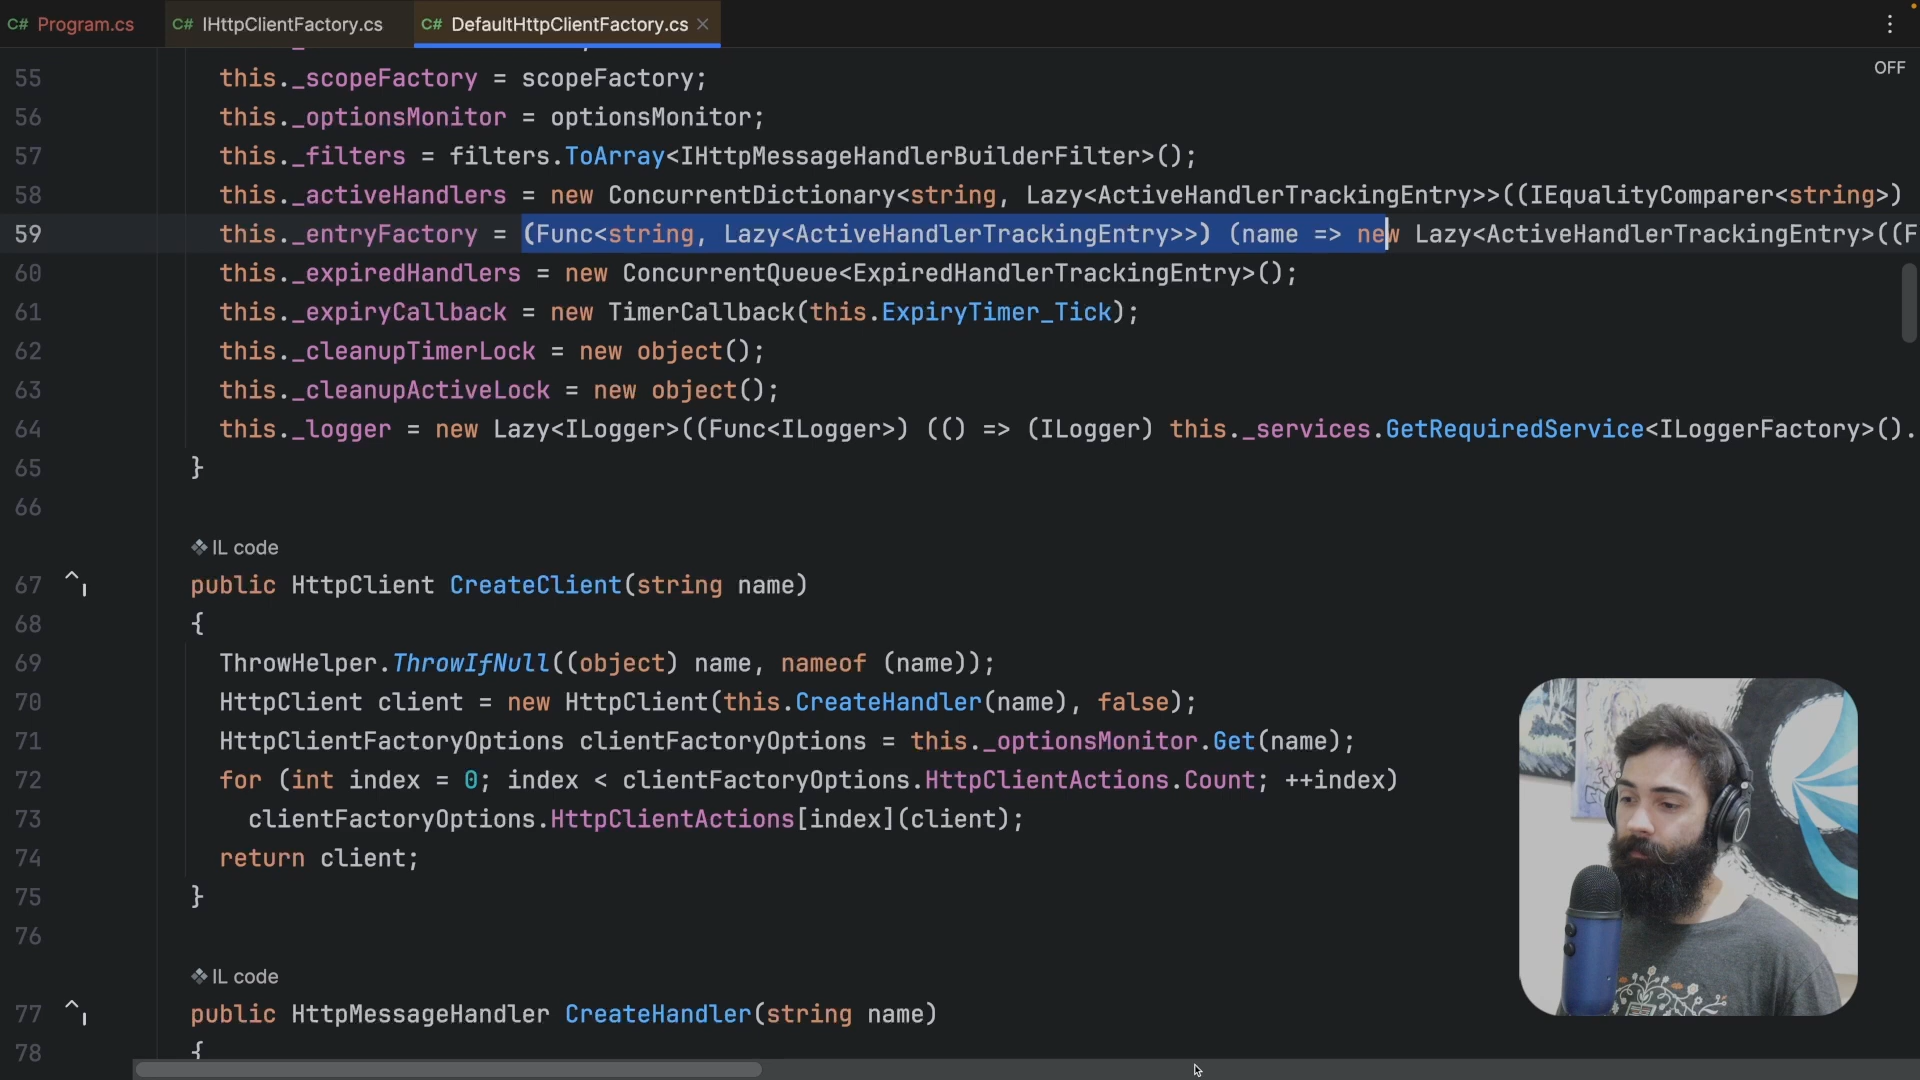 C# Program.cs
C# IHttpClientFactory.cs
C# DefaultHttpClientFactory.cs
OFF
55 this._scopeFactory = scopeFactory;
56 this._optionsMonitor = optionsMonitor;
57 this._filters = filters.ToArray<IHttpMessageHandlerBuilderFilter>();
58 this._activeHandlers = new ConcurrentDictionary<string, Lazy<ActiveHandlerTrackingEntry>>((IEqualityComparer<string>)
59 this._entryFactory = (Func<string, Lazy<ActiveHandlerTrackingEntry>>) (name => new Lazy<ActiveHandlerTrackingEntry>((F
60 this._expiredHandlers = new ConcurrentQueue<ExpiredHandlerTrackingEntry>();
61 this._expiryCallback = new TimerCallback(this.ExpiryTimer_Tick);
62 this._cleanupTimerLock = new object();
63 this._cleanupActiveLock = new object();
64 this._logger = new Lazy<ILogger>((Func<ILogger>) (() => (ILogger) this._services.GetRequiredService<ILoggerFactory>().
65 }
66
IL code
67 public HttpClient CreateClient(string name)
68 {
69 ThrowHelper.ThrowIfNull((object) name, nameof (name));
70 HttpClient client = new HttpClient(this.CreateHandler(name), false);
71 HttpClientFactoryOptions clientFactoryOptions = this._optionsMonitor.Get(name);
72 for (int index = 0; index < clientFactoryOptions.HttpClientActions.Count; ++index)
73 clientFactoryOptions.HttpClientActions[index](client);
74 return client;
75 }
76
IL code
77 public HttpMessageHandler CreateHandler(string name)
78 {